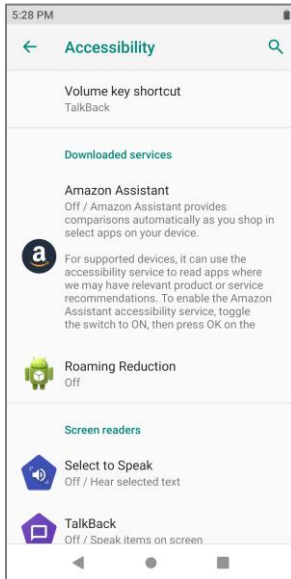 5:28 PM
Accessibility
Volume key shortcut
TalkBack
Downloaded services
Amazon Assistant
Off / Amazon Assistant provides
comparisons automatically as you shop in
select apps on your device.
For supported devices, it can use the
accessibility service to read apps where
we may have relevant product or service
recommendations. To enable the Amazon
Assistant accessibility service, toggle
the switch to ON, then press OK on the
Roaming Reduction
Off
Screen readers
Select to Speak
Off / Hear selected text
TalkBack
Off / Speak items on screen